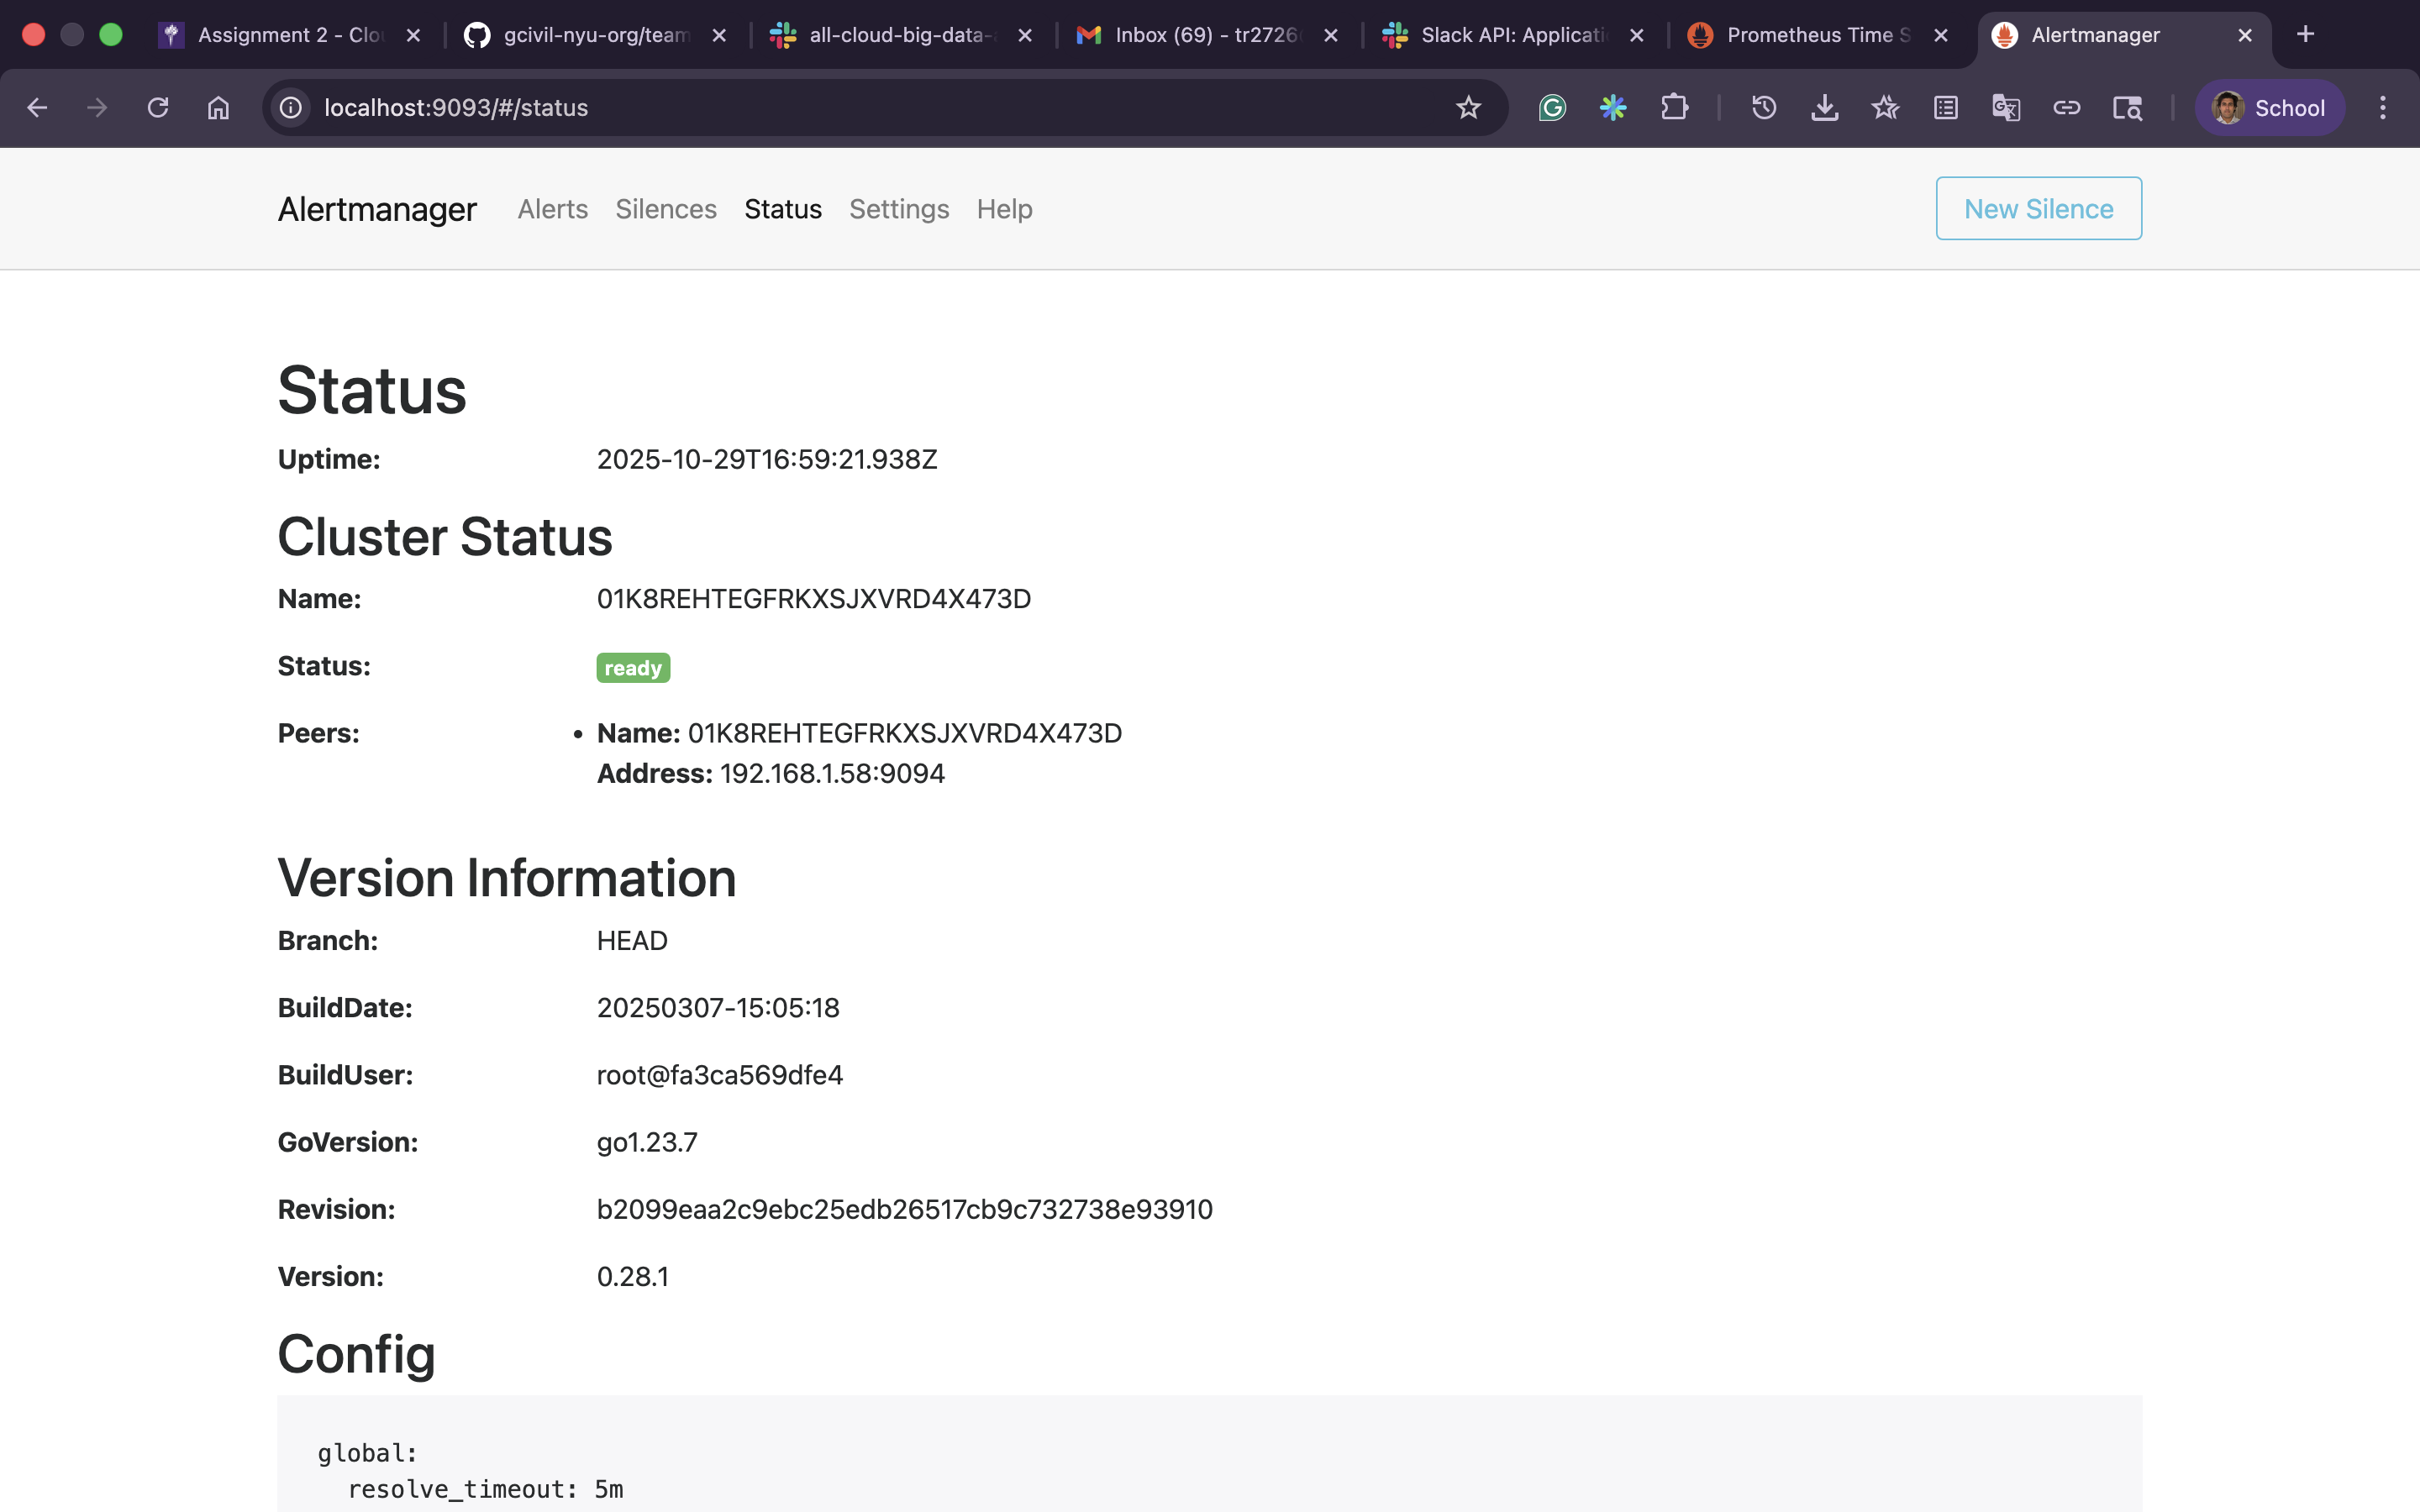 Assignment 2 - Clo
gcivil-nyu-org/team
all-cloud-big-data-
Inbox (69) - tr2726
Slack API: Applicati
Prometheus Time S
Alertmanager
localhost:9093/#/status
School
Alertmanager Alerts Silences Status Settings Help New Silence
Status
Uptime: 2025-10-29T16:59:21.938Z
Cluster Status
Name: 01K8REHTEGFRKXSJXVRD4X473D
Status: ready
Peers: • Name: 01K8REHTEGFRKXSJXVRD4X473D
Address: 192.168.1.58:9094
Version Information
Branch: HEAD
BuildDate: 20250307-15:05:18
BuildUser: root@fa3ca569dfe4
GoVersion: go1.23.7
Revision: b2099eaa2c9ebc25edb26517cb9c732738e93910
Version: 0.28.1
Config
global:
  resolve_timeout: 5m